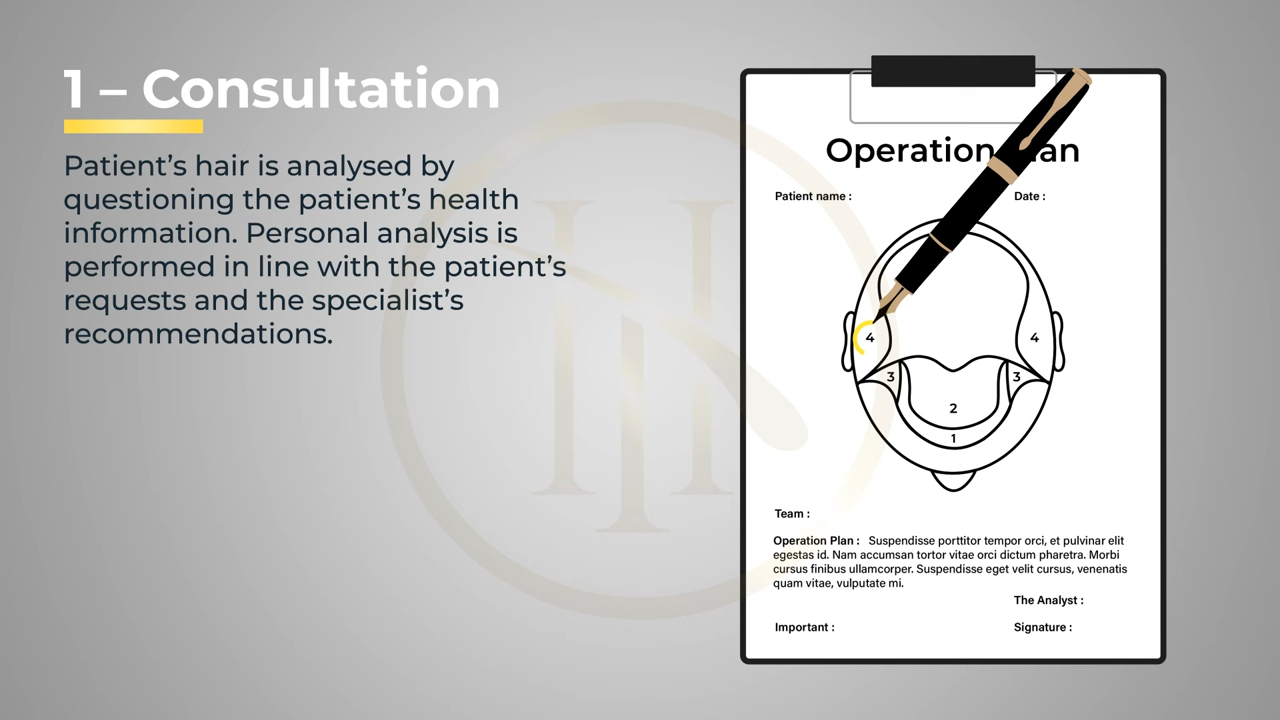 1 – Consultation
Patient’s hair is analysed by
questioning the patient’s health
information. Personal analysis is
performed in line with the patient’s
requests and the specialist’s
recommendations.
Operation
Patient name :
Date :
4
4
3
3
2
1
Team :
Operation Plan : Suspendisse porttitor tempor orci, et pulvinar elit
egestas id. Nam accumsan tortor vitae orci dictum pharetra. Morbi
cursus finibus ullamcorper. Suspendisse eget velit cursus, venenatis
quam vitae, vulputate mi.
The Analyst :
Important :
Signature :